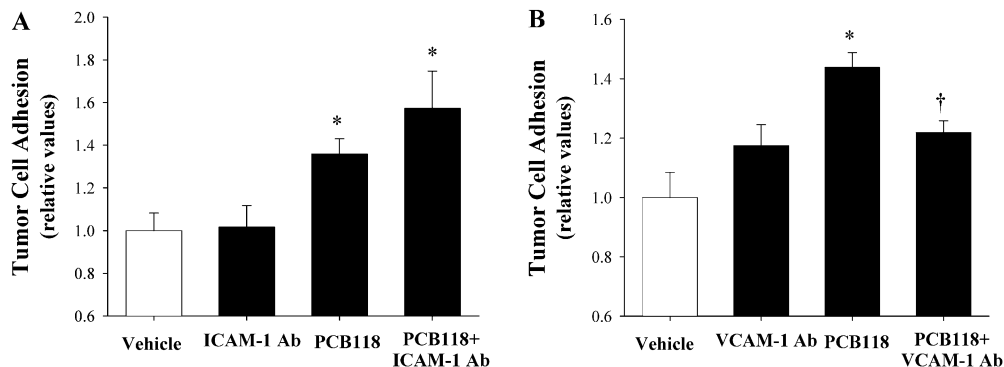 A
Tumor Cell Adhesion
(relative values)
2.0
1.8
1.6
1.4
1.2
1.0
0.8
0.6
*
*
Vehicle
ICAM-1 Ab
PCB118
PCB118+
ICAM-1 Ab
B
Tumor Cell Adhesion
(relative values)
1.6
1.4
1.2
1.0
0.8
0.6
*
†
Vehicle
VCAM-1 Ab
PCB118
PCB118+
VCAM-1 Ab